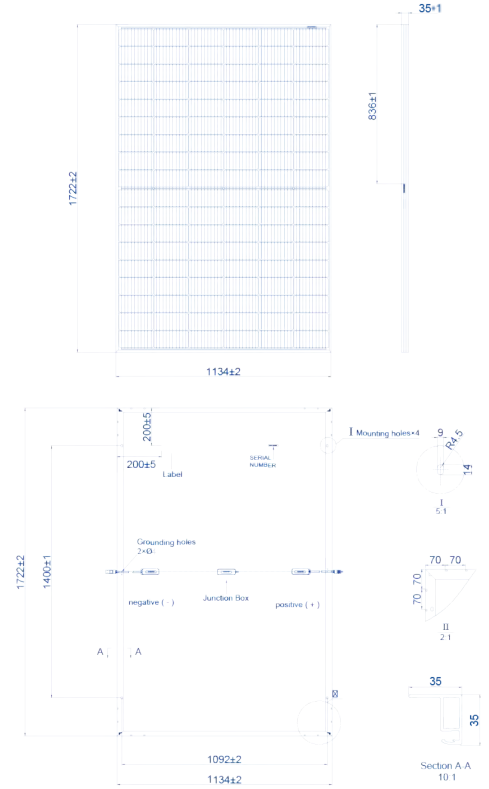 35±1
836±1
1722±2
1134±2
200±5
I Mounting holes×4
9
R4.5
14
200±5
SERIAL
NUMBER
Label
I
5:1
Grounding holes
1722±2
1400±1
70 70
70 70
negative ( - )
Junction Box
positive ( + )
II
2:1
A A
35
35
1092±2
1134±2
Section A-A
10:1